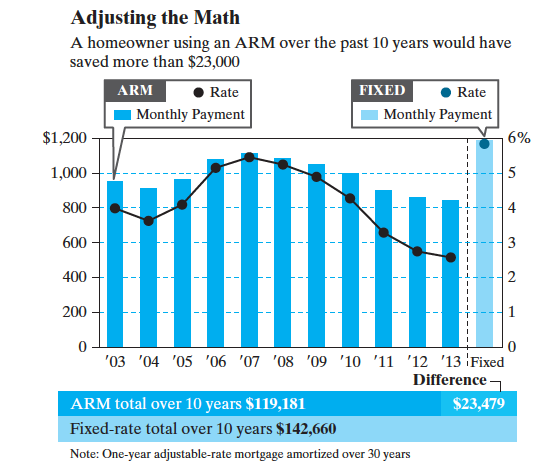 Adjusting the Math
A homeowner using an ARM over the past 10 years would have
saved more than $23,000
ARM Rate
Monthly Payment
FIXED Rate
Monthly Payment
$1,200 6%
1,000 5
800 4
600 3
400 2
200 1
0 0
'03 '04 '05 '06 '07 '08 '09 '10 '11 '12 '13 Fixed
Difference
ARM total over 10 years $119,181 $23,479
Fixed-rate total over 10 years $142,660
Note: One-year adjustable-rate mortgage amortized over 30 years